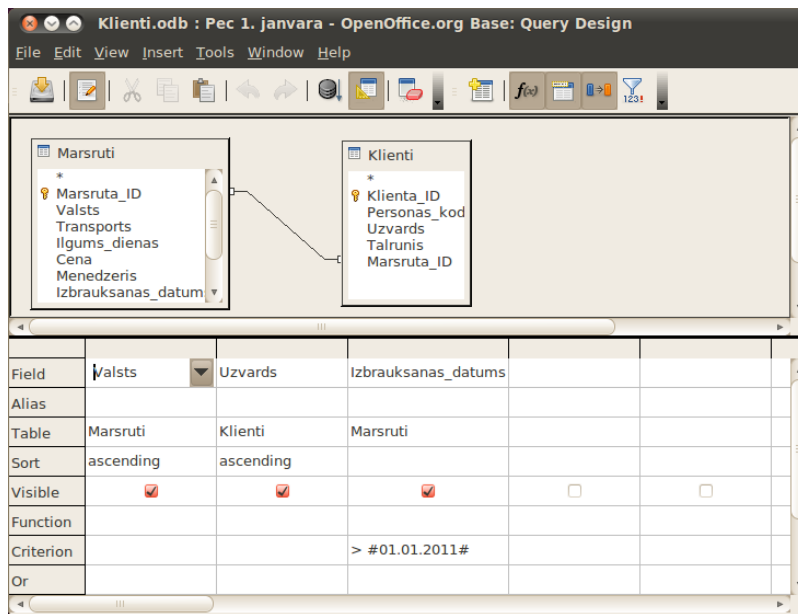 Klienti.odb : Pec 1. janvara - OpenOffice.org Base: Query Design
File Edit View Insert Tools Window Help
f(x) 123!
Marsruti
*
Marsruta_ID
Valsts
Transports
Ilgums_dienas
Cena
Menedzeris
Izbrauksanas_datum
Klienti
*
Klienta_ID
Personas_kod
Uzvards
Talrunis
Marsruta_ID
Field Valsts Uzvards Izbrauksanas_datums
Alias
Table Marsruti Klienti Marsruti
Sort ascending ascending
Visible
Function
Criterion > #01.01.2011#
Or